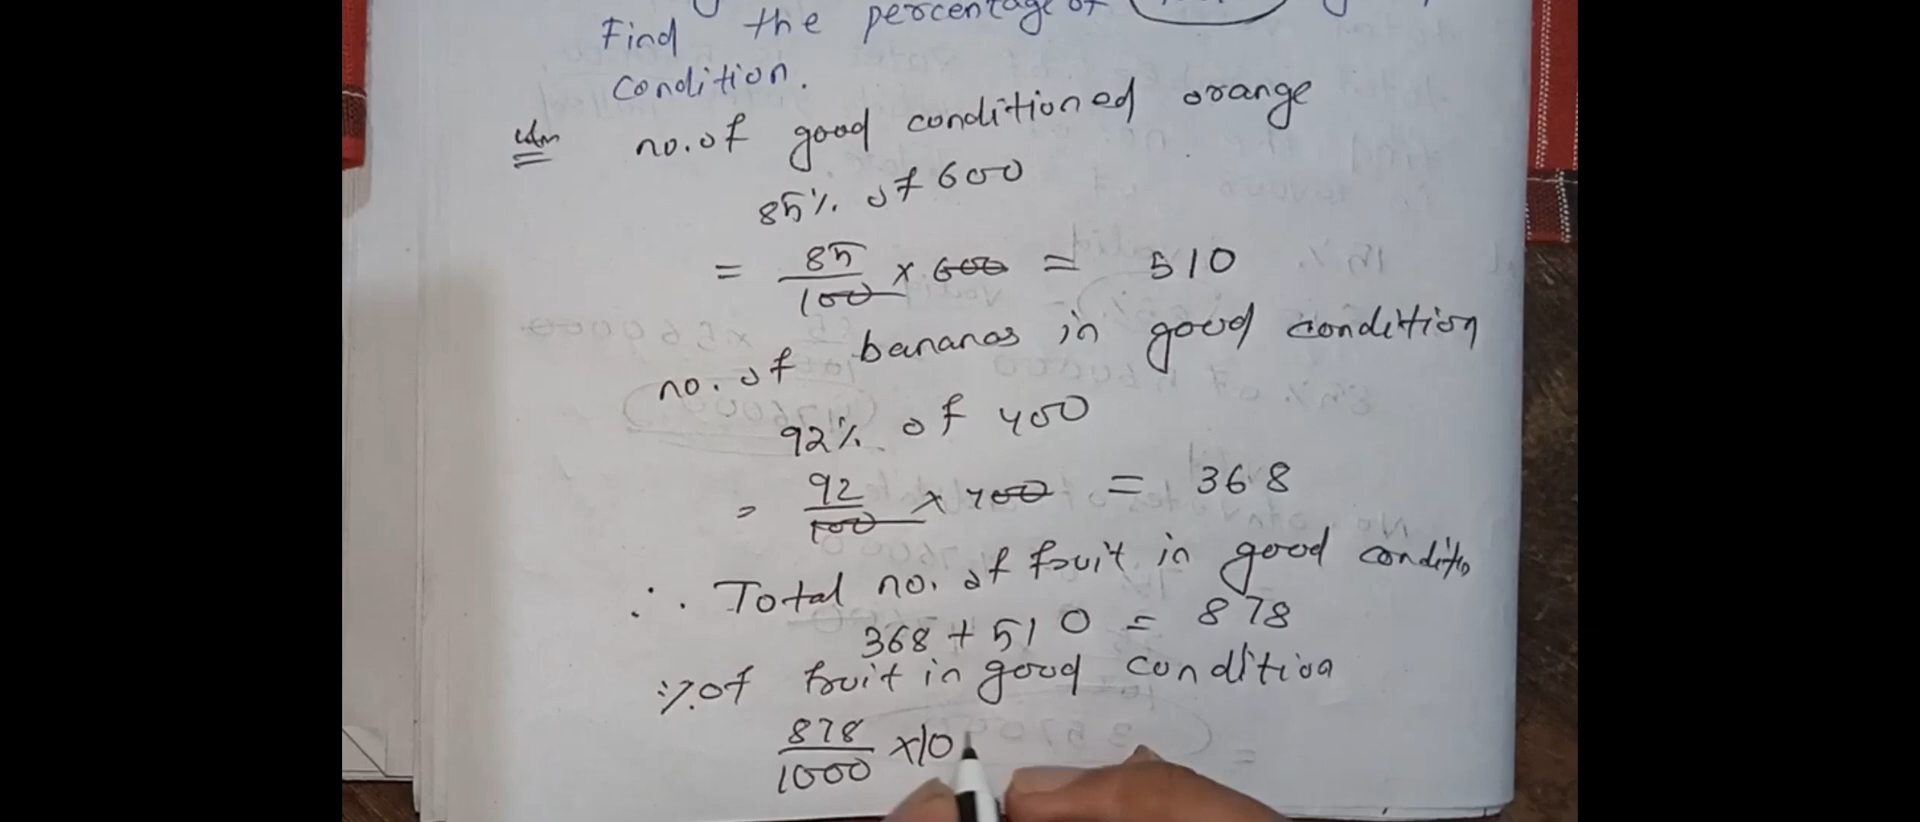 Find the percentage of
condition.
no. of good conditioned orange
85% of 600
= 85/100 × 600 = 510
no. of bananas in good condition
92% of 400
= 92/100 × 400 = 368
∴ Total no. of fruit in good conditio
368 + 510 = 878
% of fruit in good condition
878/1000 ×10